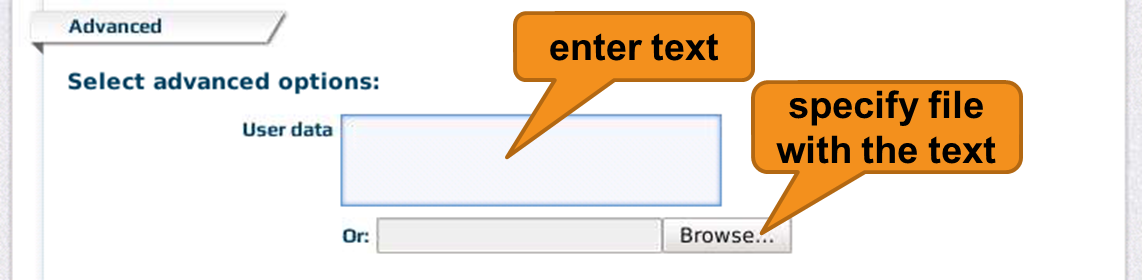 Advanced
enter text
Select advanced options:
specify file
with the text
User data
Or:
Browse...